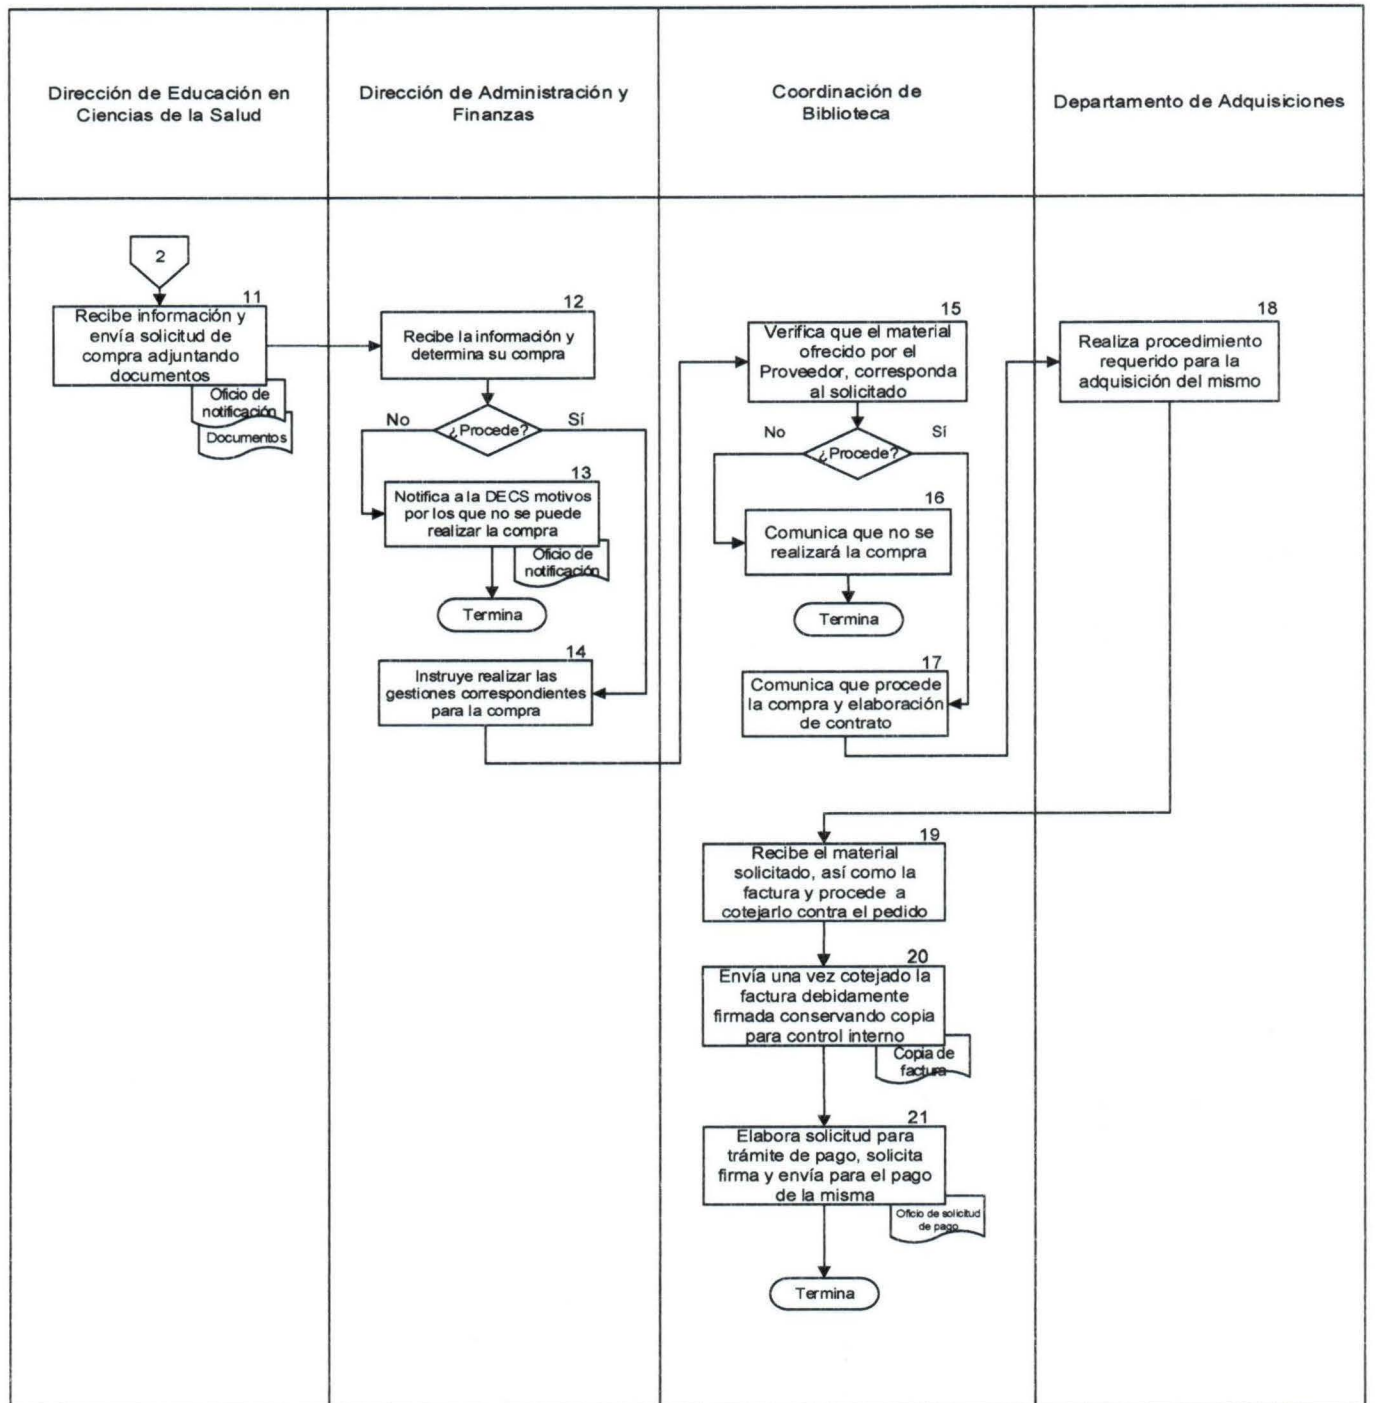 Dirección de Educación en
Ciencias de la Salud
Dirección de Administración y
Finanzas
Coordinación de
Biblioteca
Departamento de Adquisiciones
2
11
Recibe información y
envía solicitud de
compra adjuntando
documentos
Oficio de
notificación
Documentos
12
Recibe la información y
determina su compra
No
¿Procede?
Sí
13
Notifica a la DECS motivos
por los que no se puede
realizar la compra
Oficio de
notificación
Termina
14
Instruye realizar las
gestiones correspondientes
para la compra
15
Verifica que el material
ofrecido por el
Proveedor, corresponda
al solicitado
No
¿Procede?
Sí
16
Comunica que no se
realizará la compra
Termina
17
Comunica que procede
la compra y elaboración
de contrato
18
Realiza procedimiento
requerido para la
adquisición del mismo
19
Recibe el material
solicitado, así como la
factura y procede a
cotejarlo contra el pedido
20
Envía una vez cotejado la
factura debidamente
firmada conservando copia
para control interno
Copia de
factura
21
Elabora solicitud para
trámite de pago, solicita
firma y envía para el pago
de la misma
Oficio de solicitud
de pago
Termina